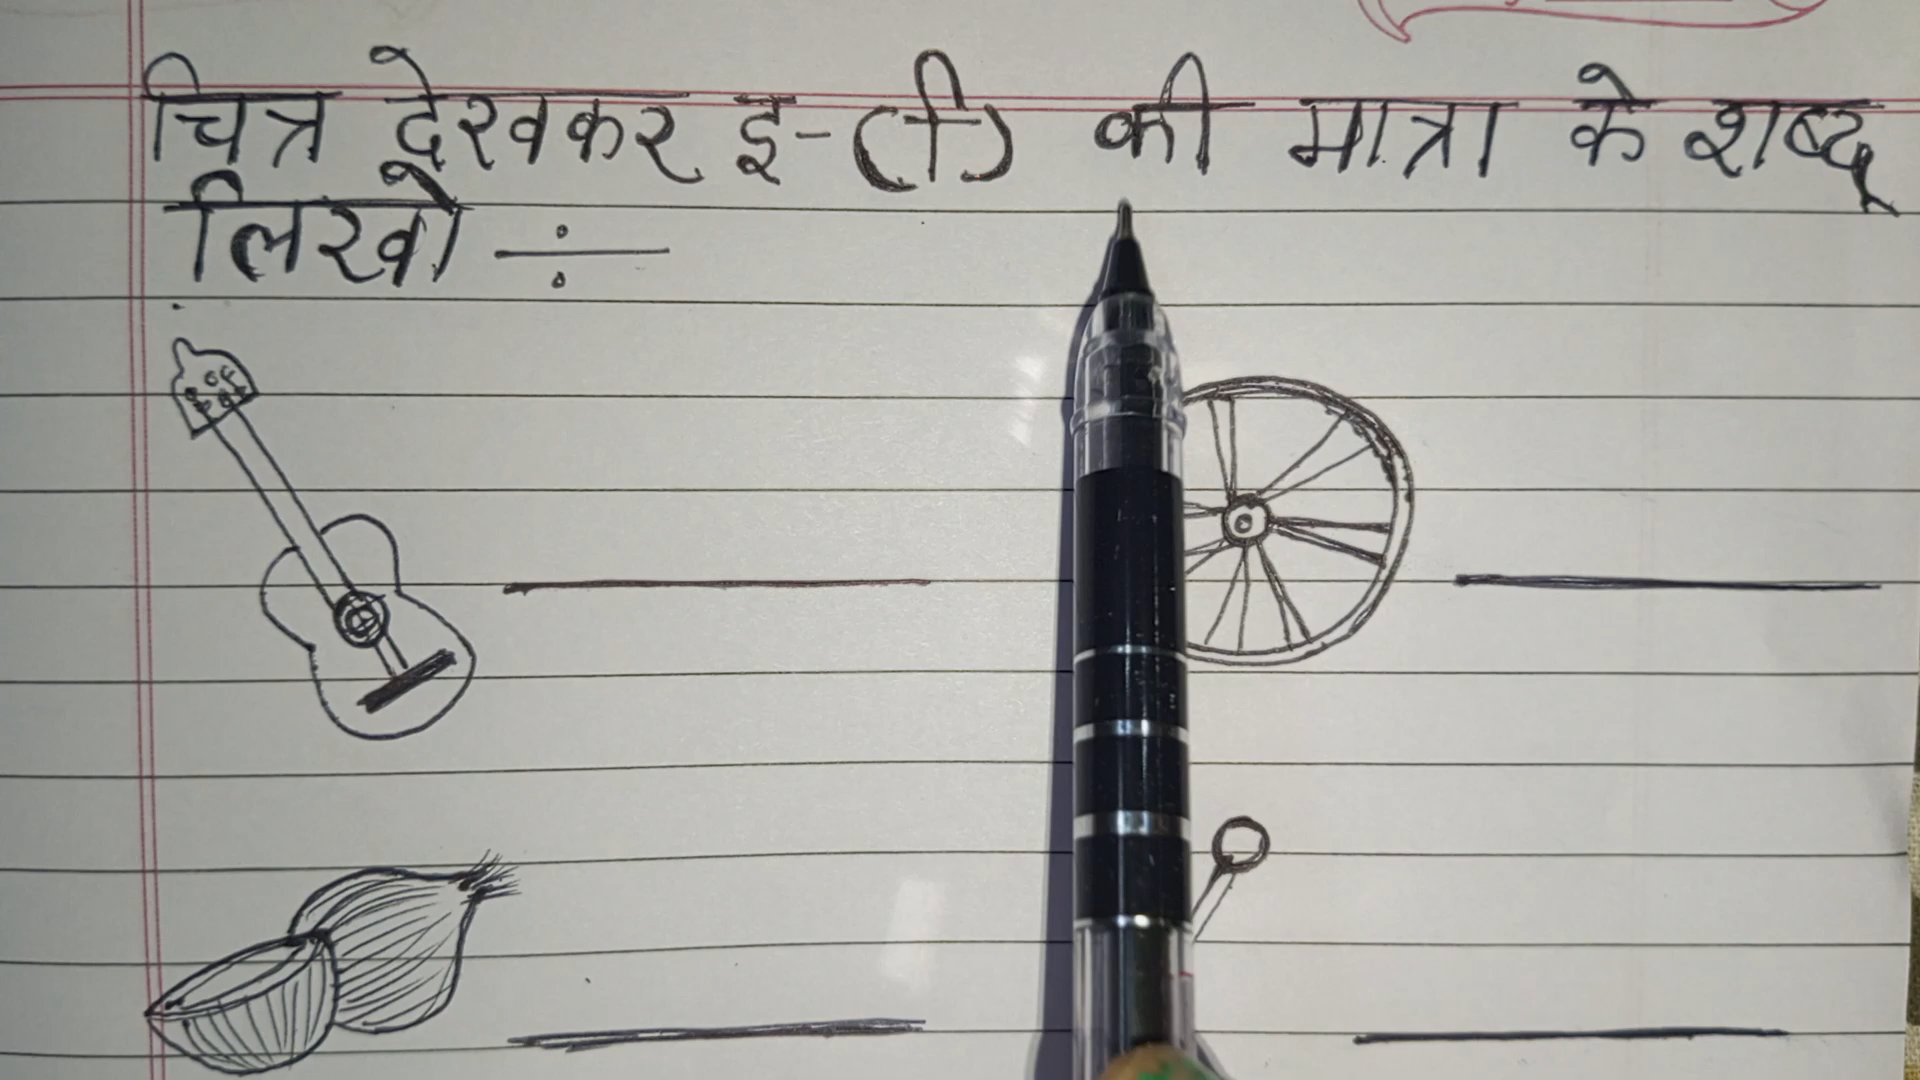 चित्र देखकर इ-(ि) की मात्रा के शब्द
लिखो ÷